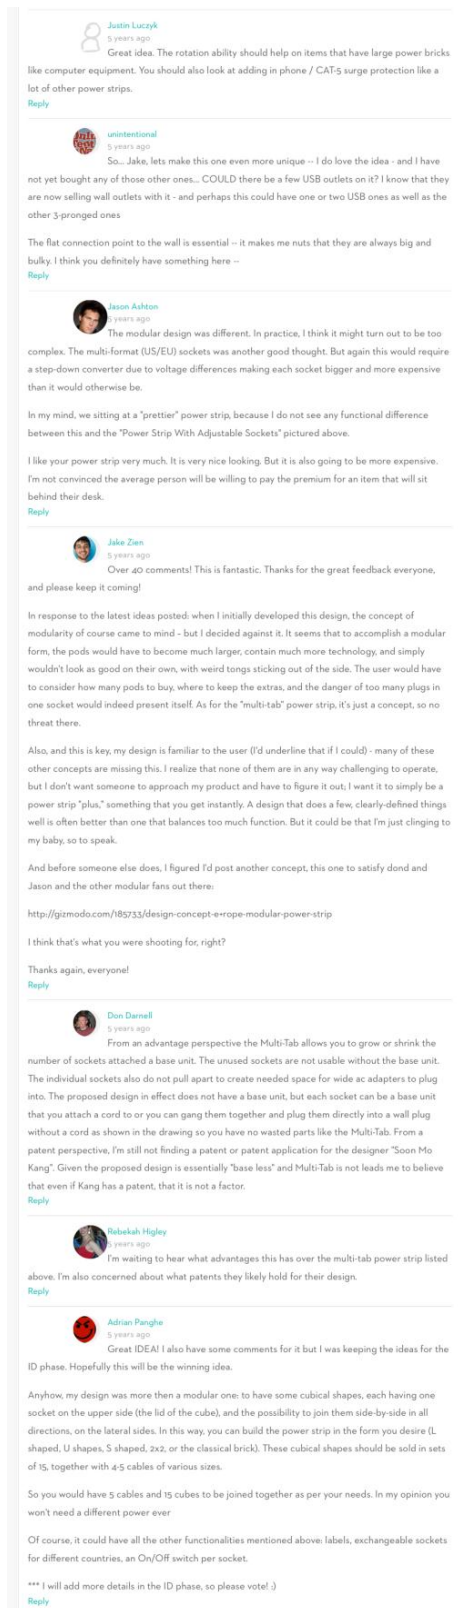 Justin Luczyk
5 years ago
Great idea. The rotation ability should help on items that have large power bricks
like computer equipment. You should also look at adding in phone / CAT-5 surge protection like a
lot of other power strips.
Reply
unintentional
5 years ago
So... Jake, lets make this one even more unique -- I do love the idea - and I have
not yet bought any of those other ones... COULD there be a few USB outlets on it? I know that they
are now selling wall outlets with it - and perhaps this could have one or two USB ones as well as the
other 3-pronged ones
The flat connection point to the wall is essential -- it makes me nuts that they are always big and
bulky. I think you definitely have something here --
Reply
Jason Ashton
5 years ago
The modular design was different. In practice, I think it might turn out to be too
complex. The multi-format (US/EU) sockets was another good thought. But again this would require
a step-down converter due to voltage differences making each socket bigger and more expensive
than it would otherwise be.
In my mind, we sitting at a "prettier" power strip, because I do not see any functional difference
between this and the "Power Strip With Adjustable Sockets" pictured above.
I like your power strip very much. It is very nice looking. But it is also going to be more expensive.
I'm not convinced the average person will be willing to pay the premium for an item that will sit
behind their desk.
Reply
Jake Zien
5 years ago
Over 40 comments! This is fantastic. Thanks for the great feedback everyone,
and please keep it coming!
In response to the latest ideas posted: when I initially developed this design, the concept of
modularity of course came to mind - but I decided against it. It seems that to accomplish a modular
form, the pods would have to become much larger, contain much more technology, and simply
wouldn't look as good on their own, with weird tongs sticking out of the side. The user would have
to consider how many pods to buy, where to keep the extras, and the danger of too many plugs in
one socket would indeed present itself. As for the "multi-tab" power strip, it's just a concept, so no
threat there.
Also, and this is key, my design is familiar to the user (I'd underline that if I could) - many of these
other concepts are missing this. I realize that none of them are in any way challenging to operate,
but I don't want someone to approach my product and have to figure it out; I want it to simply be a
power strip "plus," something that you get instantly. A design that does a few, clearly-defined things
well is often better than one that balances too much function. But it could be that I'm just clinging to
my baby, so to speak.
And before someone else does, I figured I'd post another concept, this one to satisfy dond and
Jason and the other modular fans out there:
http://gizmodo.com/185733/design-concept-e+rope-modular-power-strip
I think that's what you were shooting for, right?
Thanks again, everyone!
Reply
Don Darnell
5 years ago
From an advantage perspective the Multi-Tab allows you to grow or shrink the
number of sockets attached a base unit. The unused sockets are not usable without the base unit.
The individual sockets also do not pull apart to create needed space for wide ac adapters to plug
into. The proposed design in effect does not have a base unit, but each socket can be a base unit
that you attach a cord to or you can gang them together and plug them directly into a wall plug
without a cord as shown in the drawing so you have no wasted parts like the Multi-Tab. From a
patent perspective, I'm still not finding a patent or patent application for the designer "Soon Mo
Kang". Given the proposed design is essentially "base less" and Multi-Tab is not leads me to believe
that even if Kang has a patent, that it is not a factor.
Reply
Rebekah Higley
5 years ago
I'm waiting to hear what advantages this has over the multi-tab power strip listed
above. I'm also concerned about what patents they likely hold for their design.
Reply
Adrian Panghe
5 years ago
Great IDEA! I also have some comments for it but I was keeping the ideas for the
ID phase. Hopefully this will be the winning idea.
Anyhow, my design was more then a modular one: to have some cubical shapes, each having one
socket on the upper side (the lid of the cube), and the possibility to join them side-by-side in all
directions, on the lateral sides. In this way, you can build the power strip in the form you desire (L
shaped, U shapes, S shaped, 2x2, or the classical brick). These cubical shapes should be sold in sets
of 15, together with 4-5 cables of various sizes.
So you would have 5 cables and 15 cubes to be joined together as per your needs. In my opinion you
won't need a different power ever
Of course, it could have all the other functionalities mentioned above: labels, exchangeable sockets
for different countries, an On/Off switch per socket.
*** I will add more details in the ID phase, so please vote! :)
Reply